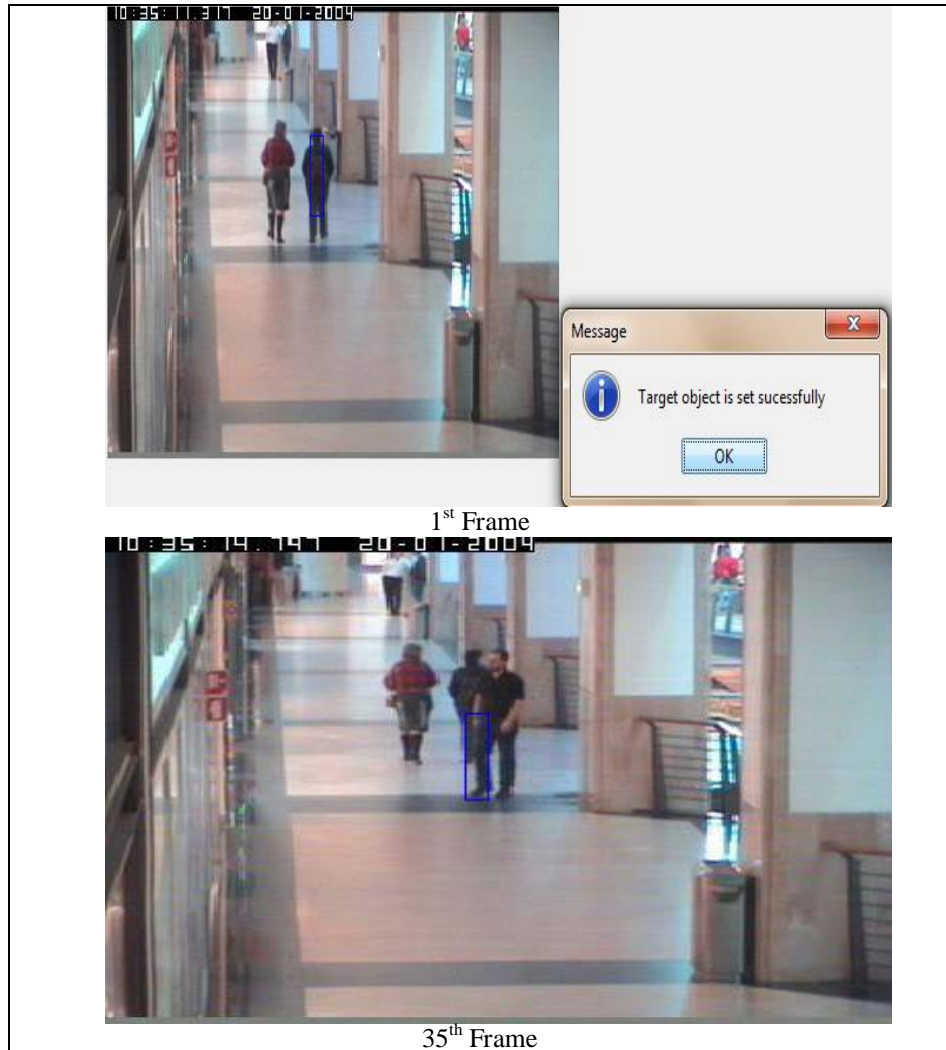 10:35:11.317 20-01-2004
Message
X
Target object is set sucessfully
OK
1st Frame
10:35:14.797 20-01-2004
35th Frame